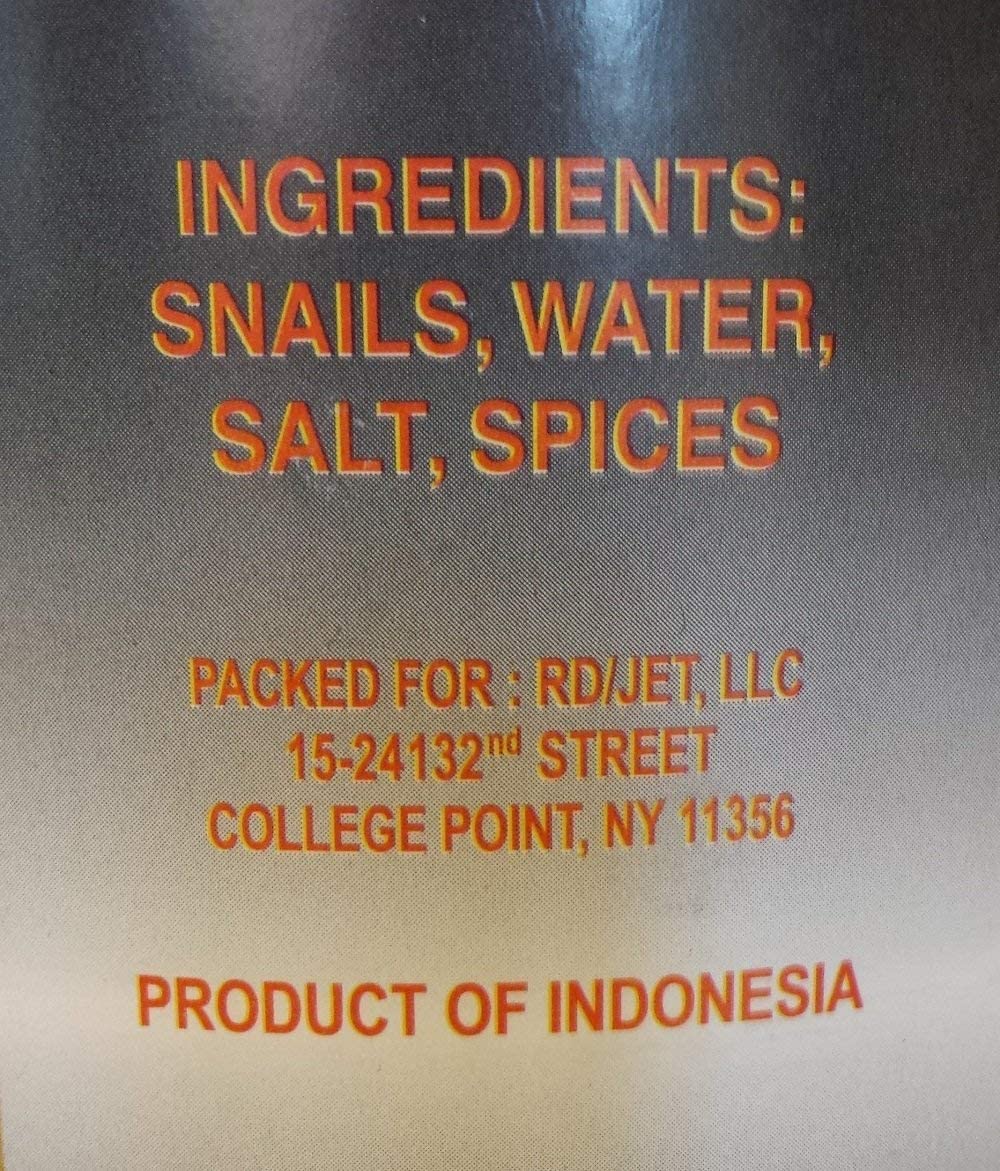 INGREDIENTS:
SNAILS, WATER,
SALT, SPICES
PACKED FOR : RD/JET, LLC
15-24132nd STREET
COLLEGE POINT, NY 11356
PRODUCT OF INDONESIA